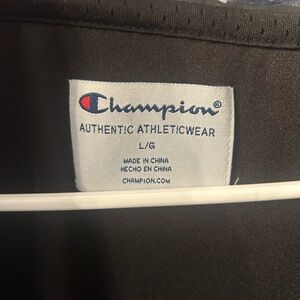 Champion®
AUTHENTIC ATHLETICWEAR
L/G
MADE IN CHINA
HECHO EN CHINA
CHAMPION.COM